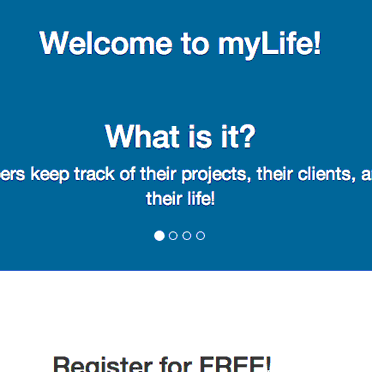 Welcome to myLife!
What is it?
ers keep track of their projects, their clients, a
their life!
Register for FREE!